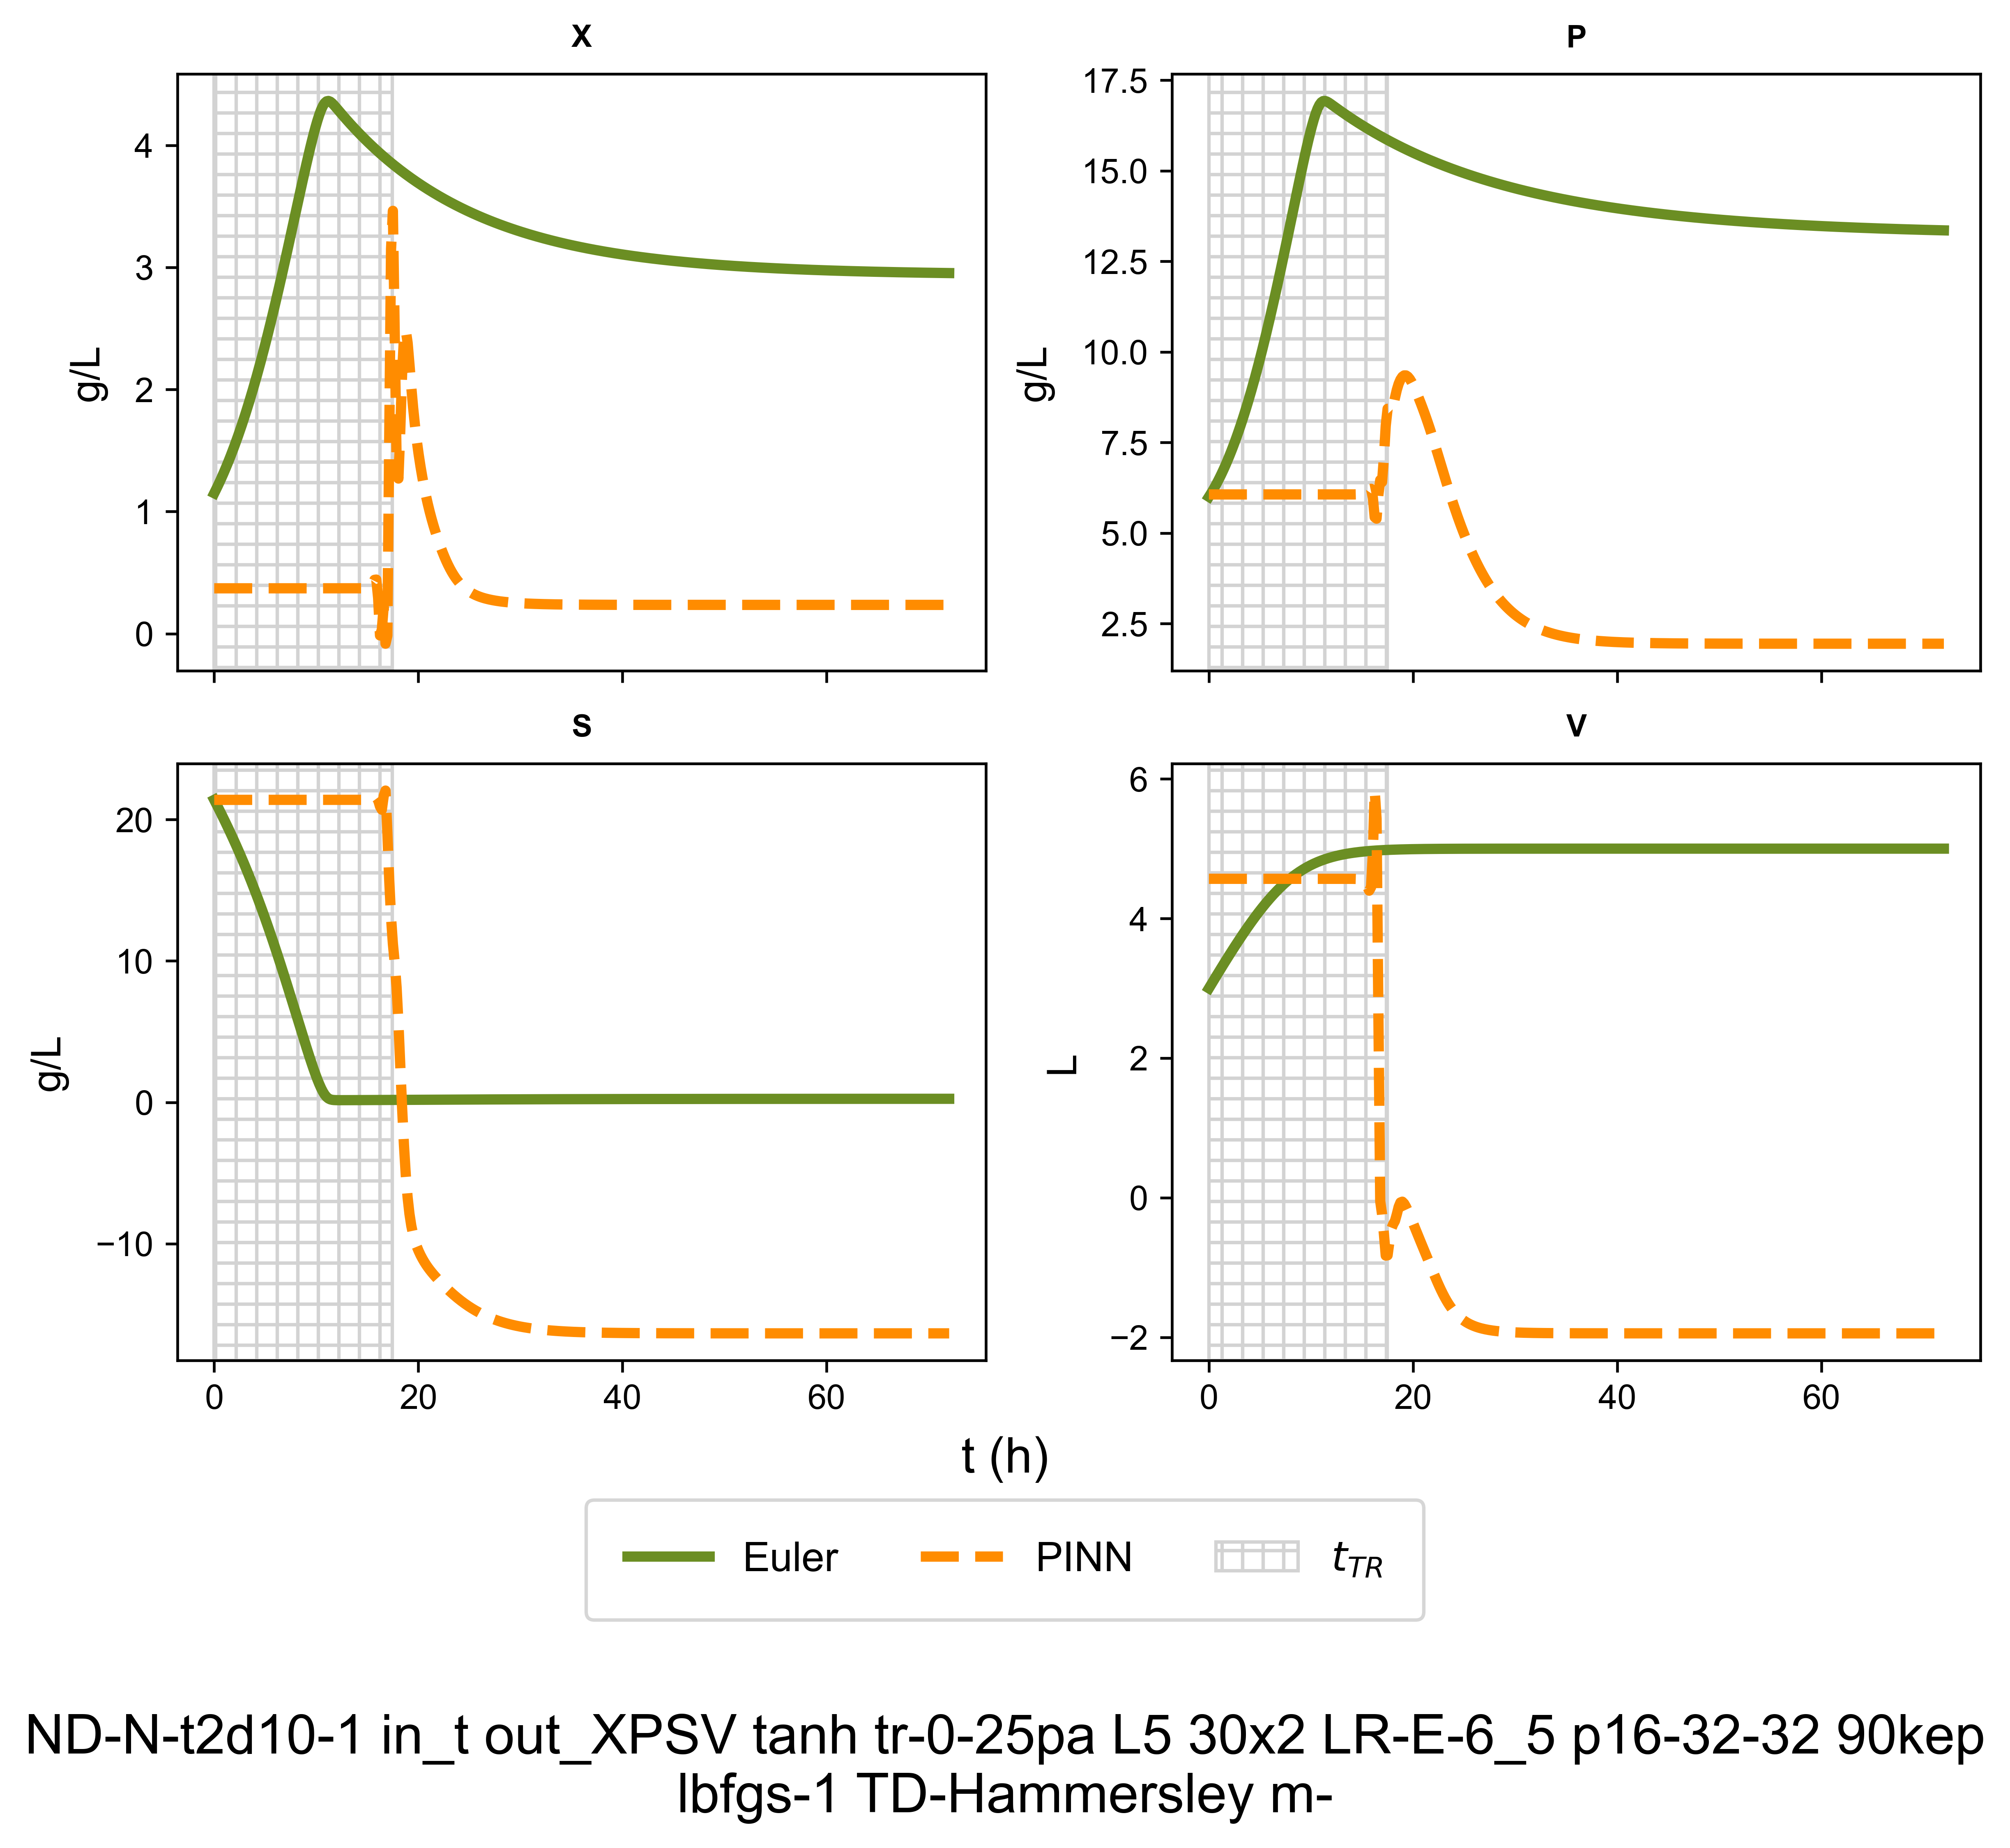 X
P
4
3
2
1
0
g/L
17.5
15.0
12.5
10.0
7.5
5.0
2.5
g/L
S
V
20
10
0
−10
g/L
0
20
40
60
6
4
2
0
−2
L
0
20
40
60
t (h)
Euler
PINN
t_{TR}
ND-N-t2d10-1 in_t out_XPSV tanh tr-0-25pa L5 30x2 LR-E-6_5 p16-32-32 90kep
lbfgs-1 TD-Hammersley m-